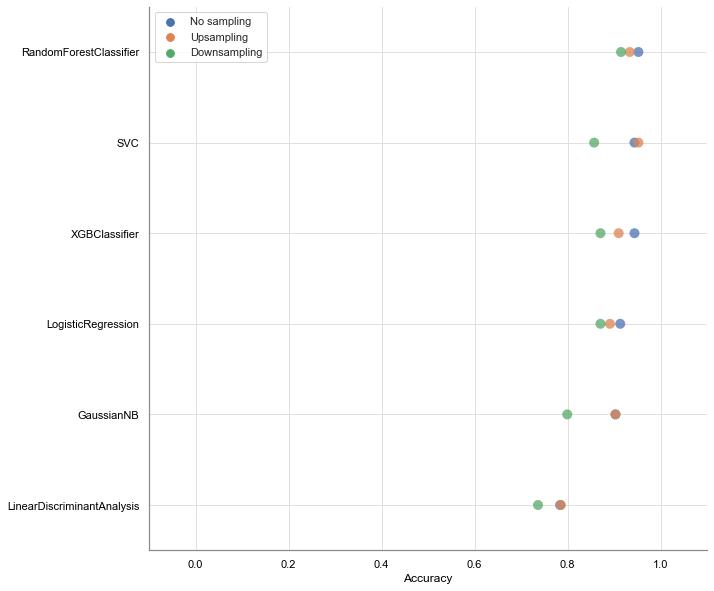 No sampling
Upsampling
Downsampling
RandomForestClassifier
SVC
XGBClassifier
LogisticRegression
GaussianNB
LinearDiscriminantAnalysis
0.0 0.2 0.4 0.6 0.8 1.0
Accuracy